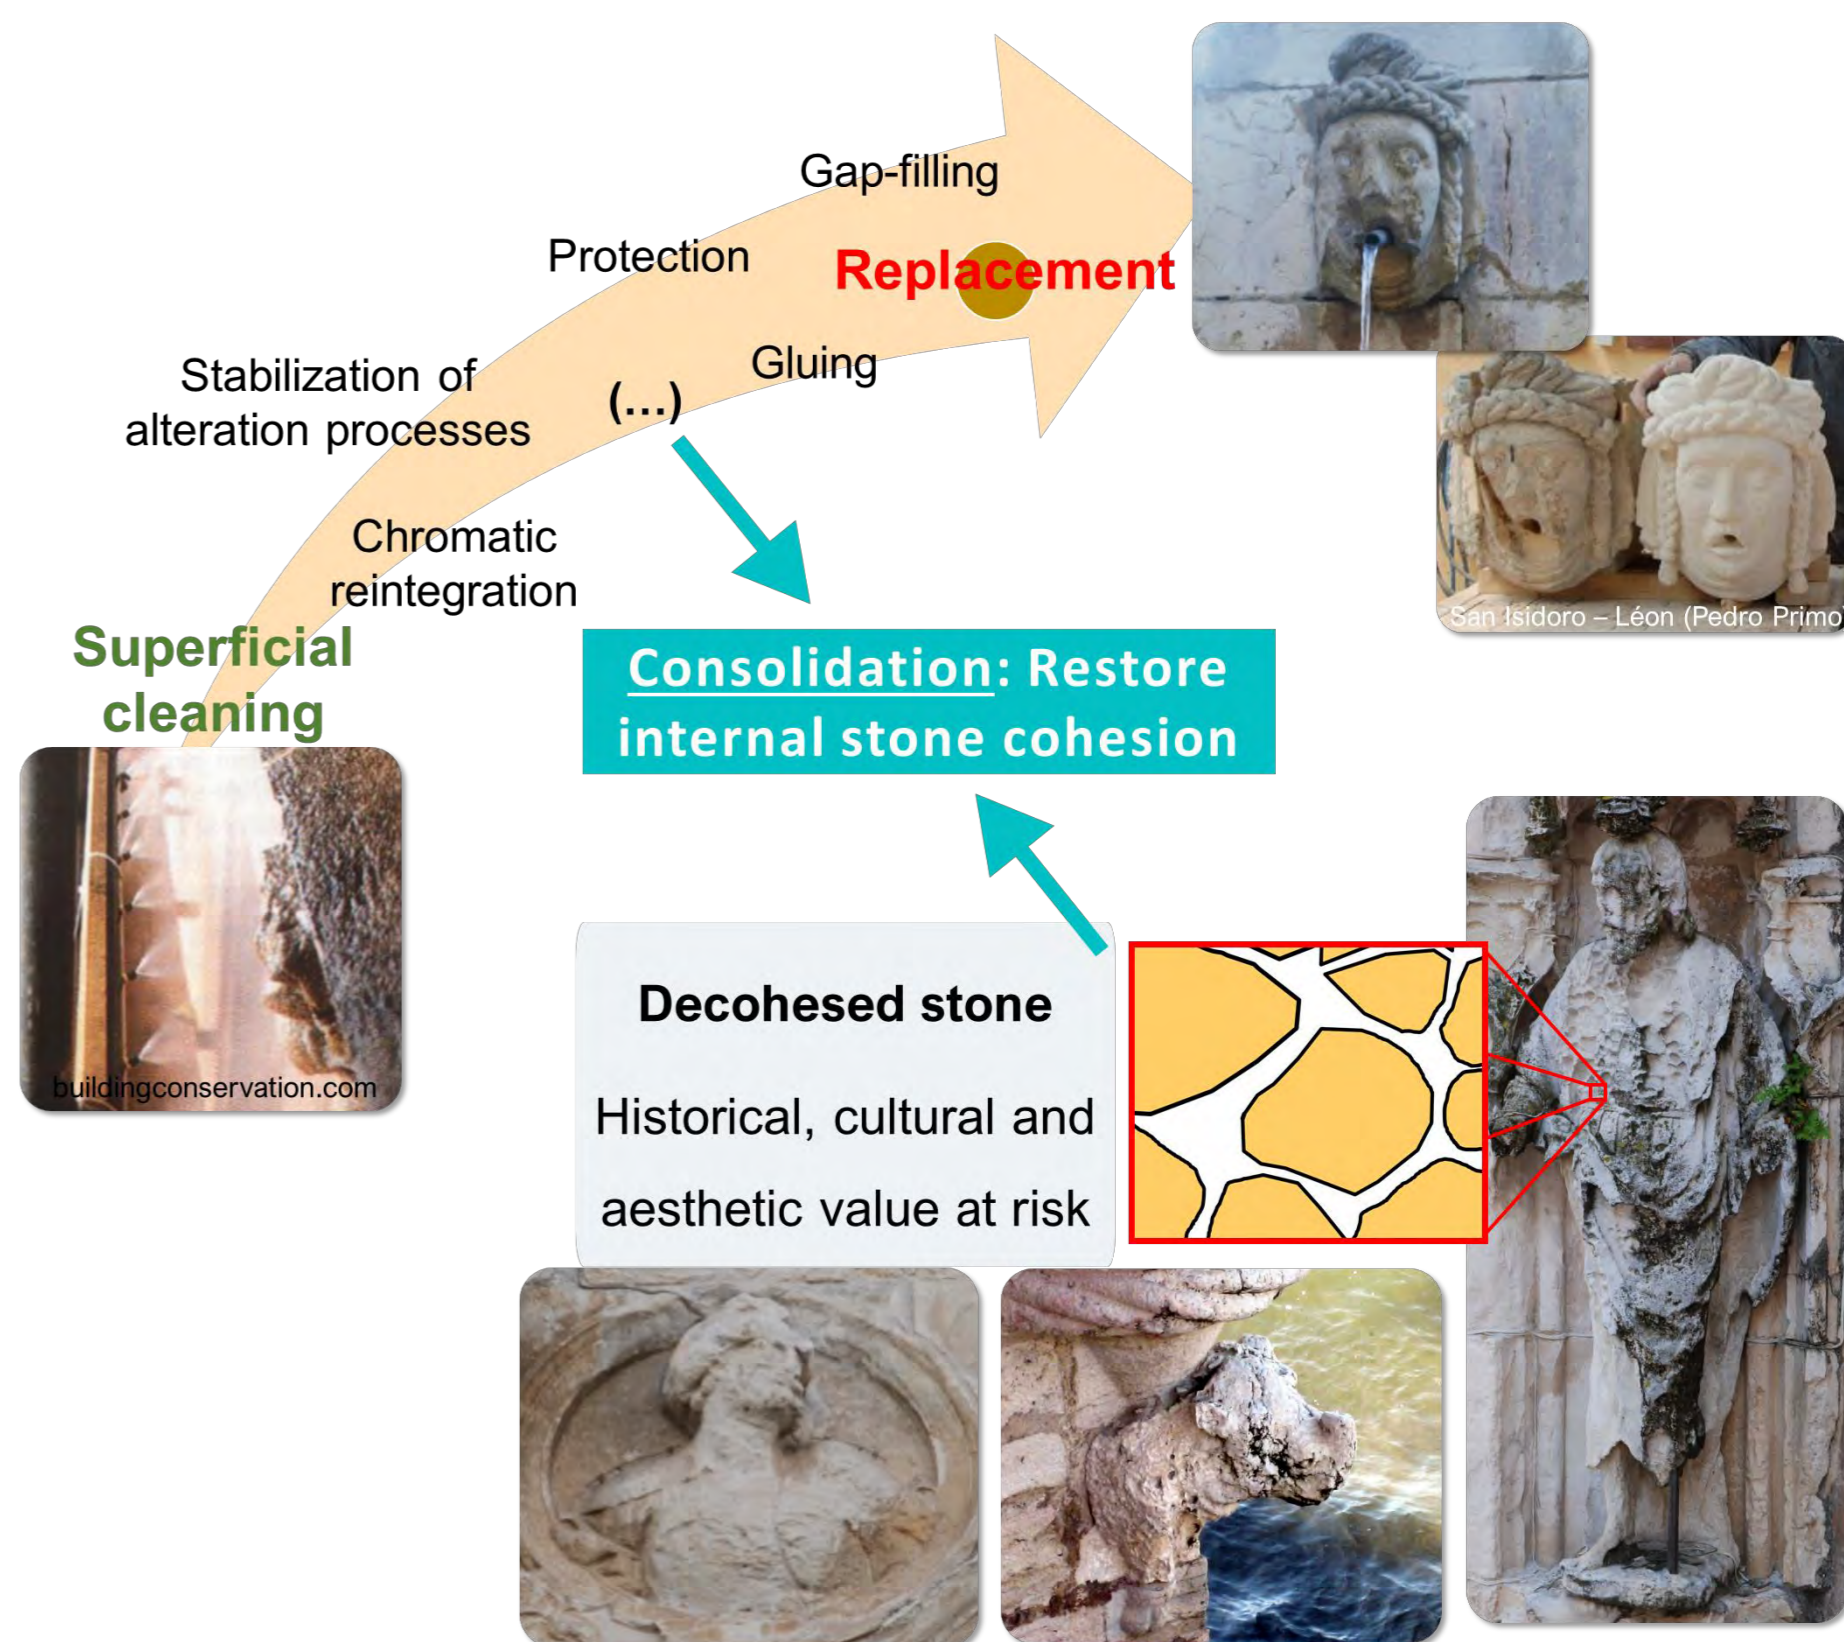 Gap-filling
Protection
Replacement
Gluing
Stabilization of
alteration processes
(...)
Chromatic
reintegration
Superficial
cleaning
San Isidoro – Léon (Pedro Primo)
Consolidation: Restore
internal stone cohesion
buildingconservation.com
Decohesed stone
Historical, cultural and
aesthetic value at risk